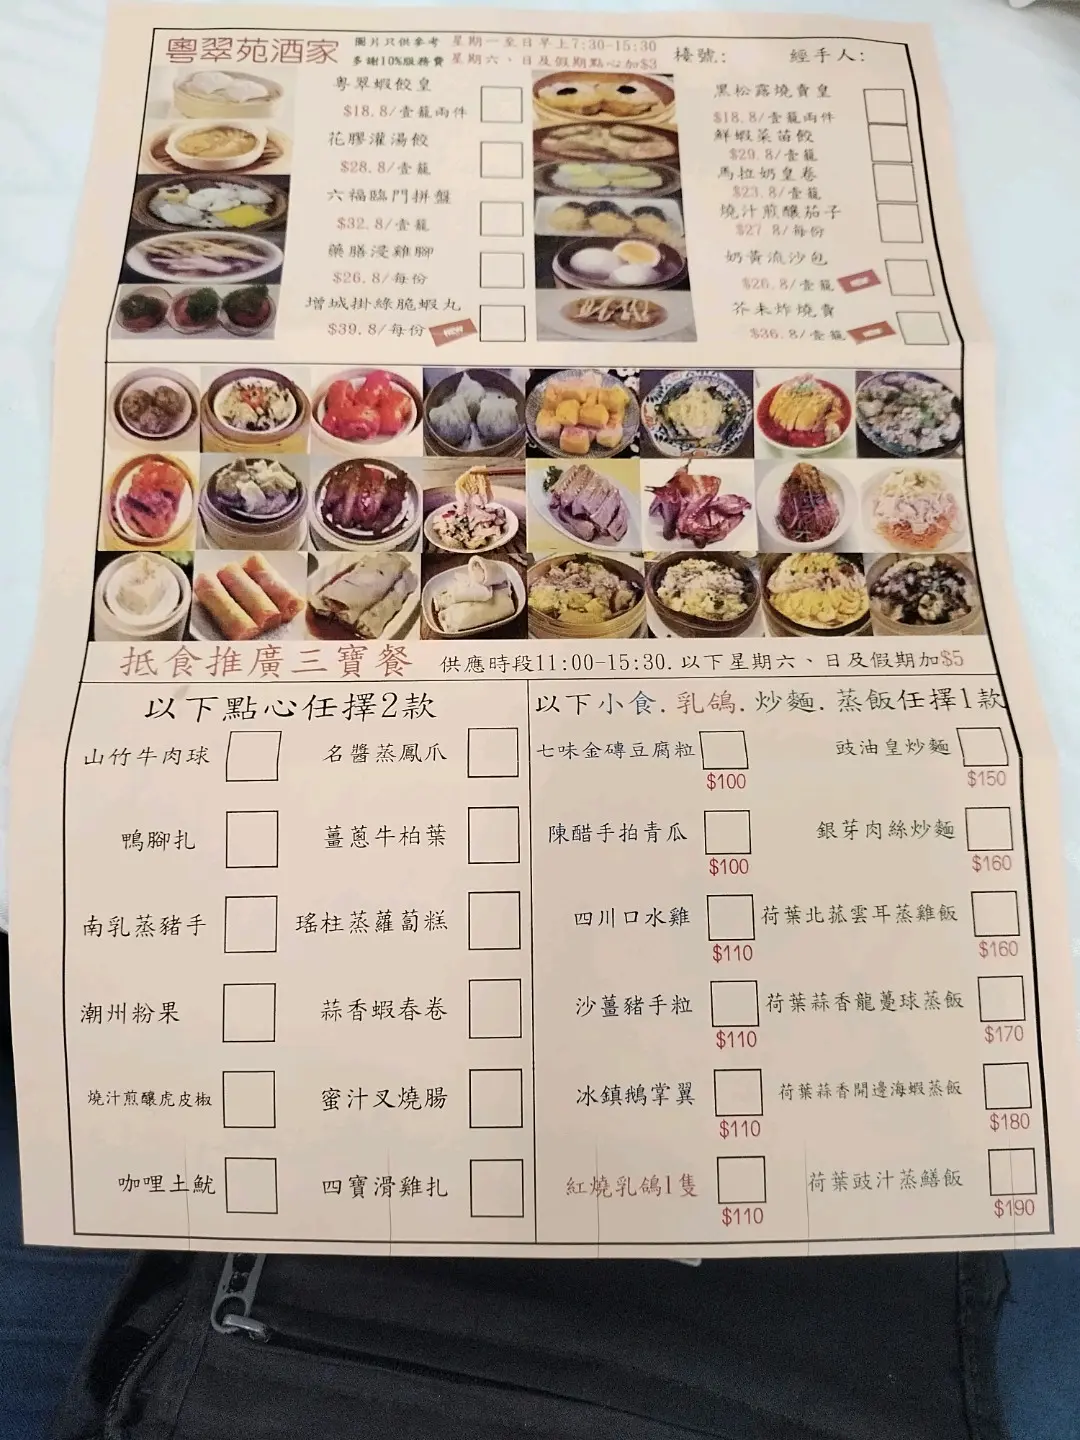 粵翠苑酒家
圖片只供參考 星期一至日早上7:30-15:30
多謝10%服務費 星期六、日及假期點心加$3
檯號: 經手人:
粵翠蝦餃皇
$18.8/壹籠兩件
花膠灌湯餃
$28.8/壹籠
六福臨門拼盤
$32.8/壹籠
藥膳浸雞腳
$26.8/每份
增城掛綠脆蝦丸
$39.8/每份 NEW
黑松露燒賣皇
$18.8/壹籠兩件
鮮蝦菜苗餃
$29.8/壹籠
馬拉奶皇卷
$23.8/壹籠
燒汁煎釀茄子
$27.8/每份
奶黃流沙包
$26.8/壹籠
芥末炸燒賣
$36.8/壹籠
抵食推廣三寶餐 供應時段11:00-15:30.以下星期六、日及假期加$5
以下點心任擇2款
山竹牛肉球 名醬蒸鳳爪
鴨腳扎 薑蔥牛柏葉
南乳蒸豬手 瑤柱蒸蘿蔔糕
潮州粉果 蒜香蝦春卷
燒汁煎釀虎皮椒 蜜汁叉燒腸
咖哩土魷 四寶滑雞扎
以下小食.乳鴿.炒麵.蒸飯任擇1款
七味金磚豆腐粒 豉油皇炒麵
$100 $150
陳醋手拍青瓜 銀芽肉絲炒麵
$100 $160
四川口水雞 荷葉北菰雲耳蒸雞飯
$110 $160
沙薑豬手粒 荷葉蒜香龍躉球蒸飯
$110 $170
冰鎮鵝掌翼 荷葉蒜香開邊海蝦蒸飯
$110 $180
紅燒乳鴿1隻 荷葉豉汁蒸鱔飯
$110 $190